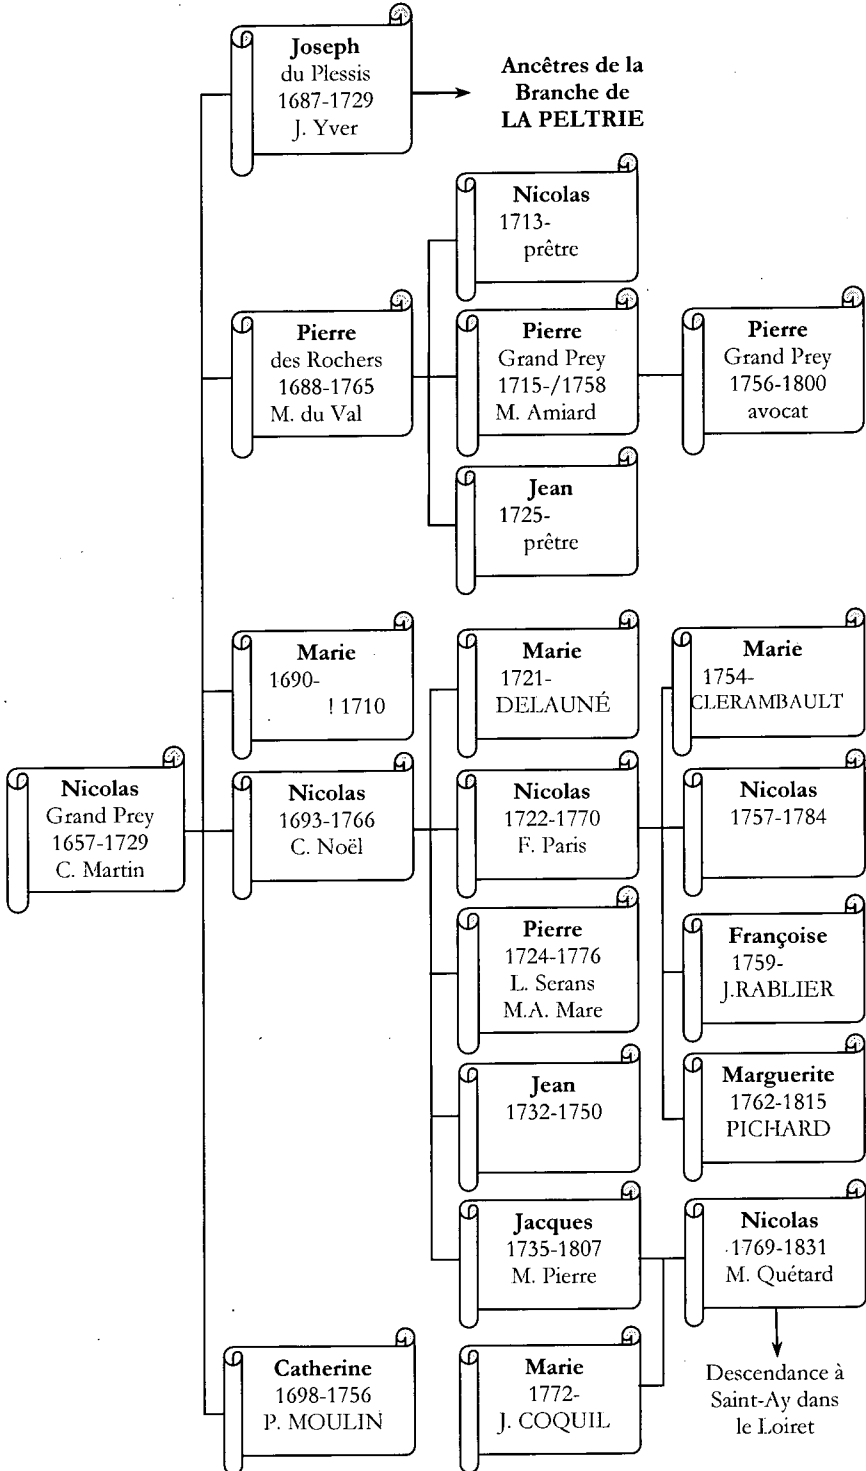 Joseph
du Plessis
1687-1729
J. Yver
Ancêtres de la
Branche de
LA PELTRIE
Nicolas
1713-
prêtre
Pierre
des Rochers
1688-1765
M. du Val
Pierre
Grand Prey
1715-/1758
M. Amiard
Pierre
Grand Prey
1756-1800
avocat
Jean
1725-
prêtre
Marie
1690-
! 1710
Marie
1721-
DELAUNÉ
Marie
1754-
CLERAMBAULT
Nicolas
Grand Prey
1657-1729
C. Martin
Nicolas
1693-1766
C. Noël
Nicolas
1722-1770
F. Paris
Nicolas
1757-1784
Pierre
1724-1776
L. Serans
M.A. Mare
Françoise
1759-
J.RABLIER
Jean
1732-1750
Marguerite
1762-1815
PICHARD
Jacques
1735-1807
M. Pierre
Nicolas
1769-1831
M. Quétard
Catherine
1698-1756
P. MOULIN
Marie
1772-
J. COQUIL
Descendance à
Saint-Ay dans
le Loiret